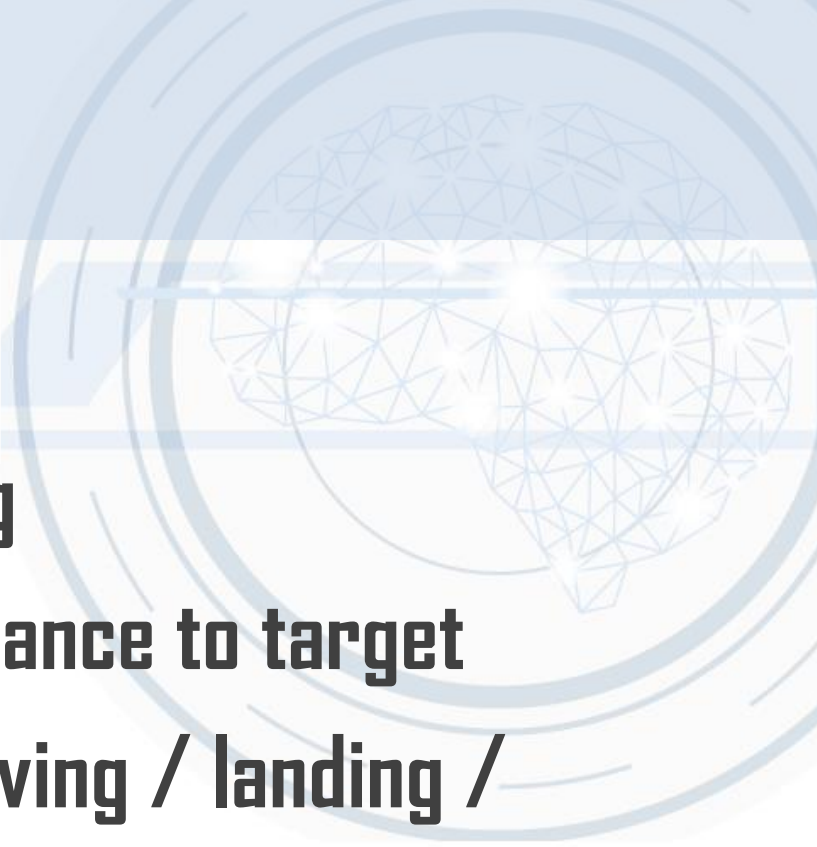 g
ance to target
ving / landing /